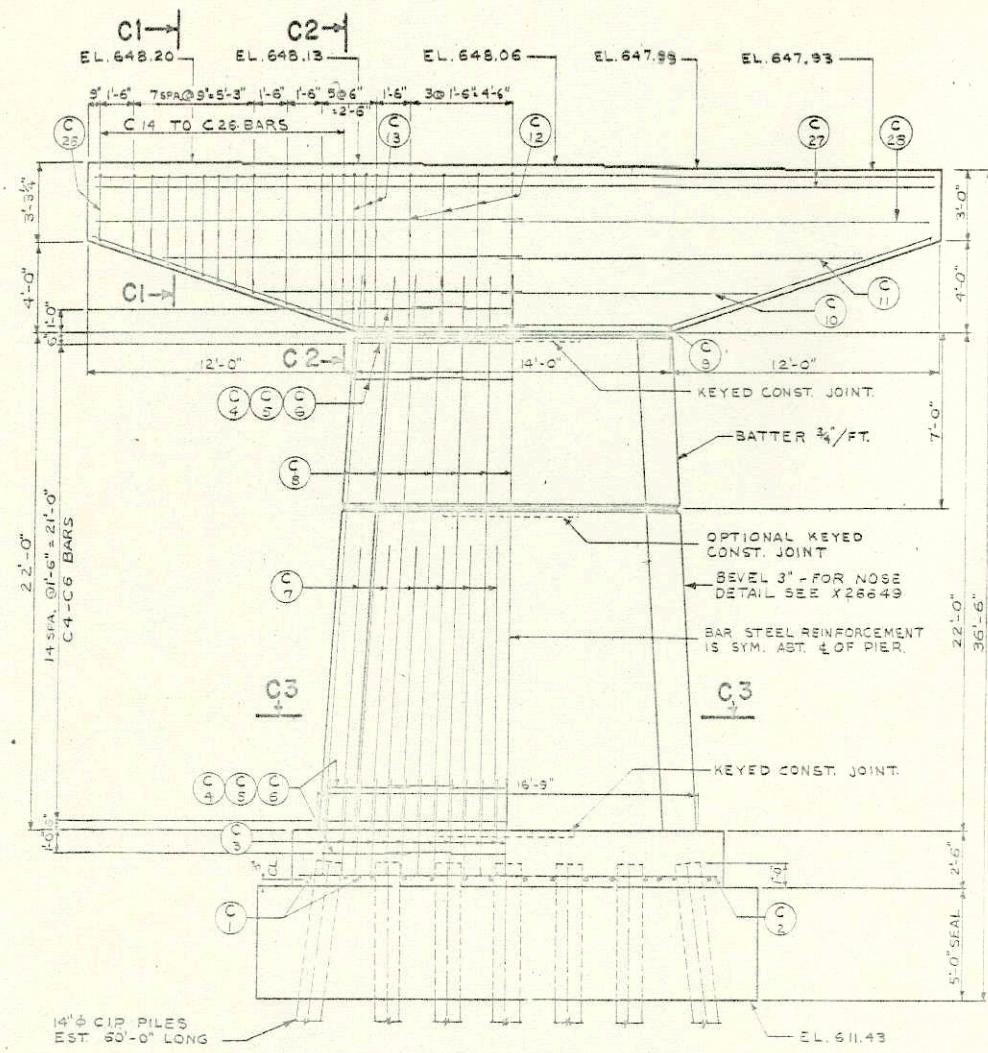 C1 C2
EL.648.20 EL.648.13 EL.648.06 EL.647.99 EL.647.93
9" 1'-6" 7 SPA.@ 9"=5'-3" 1'-6" 1'-6" 5@6" =2'-6" 1'-6" 3@ 1'-6"=4'-6"
C14 TO C26 BARS
C 26
C 13
C 12
C 27
C 28
3'-3¾"
3'-0"
4'-0"
4'-0"
C1
C 11
C 10
1'-0"
6"
C2
12'-0" 14'-0" 12'-0"
C 9
C 4 C 5 C 6
KEYED CONST. JOINT.
BATTER ¾"/FT.
7'-0"
C 8
OPTIONAL KEYED
CONST. JOINT
BEVEL 3" - FOR NOSE
DETAIL SEE X26649
C 7
BAR STEEL REINFORCEMENT
IS SYM. ABT. ℄ OF PIER.
22'-0"
14 SPA. @1'-6" = 21'-0"
C4-C6 BARS
22'-0"
36'-6"
C3 C3
KEYED CONST. JOINT.
C 4 C 5 C 6
16'-9"
C 3
2'-6"
C 1
C 2
5'-0" SEAL
14"φ C.I.P. PILES
EST. 60'-0" LONG
EL. 611.43